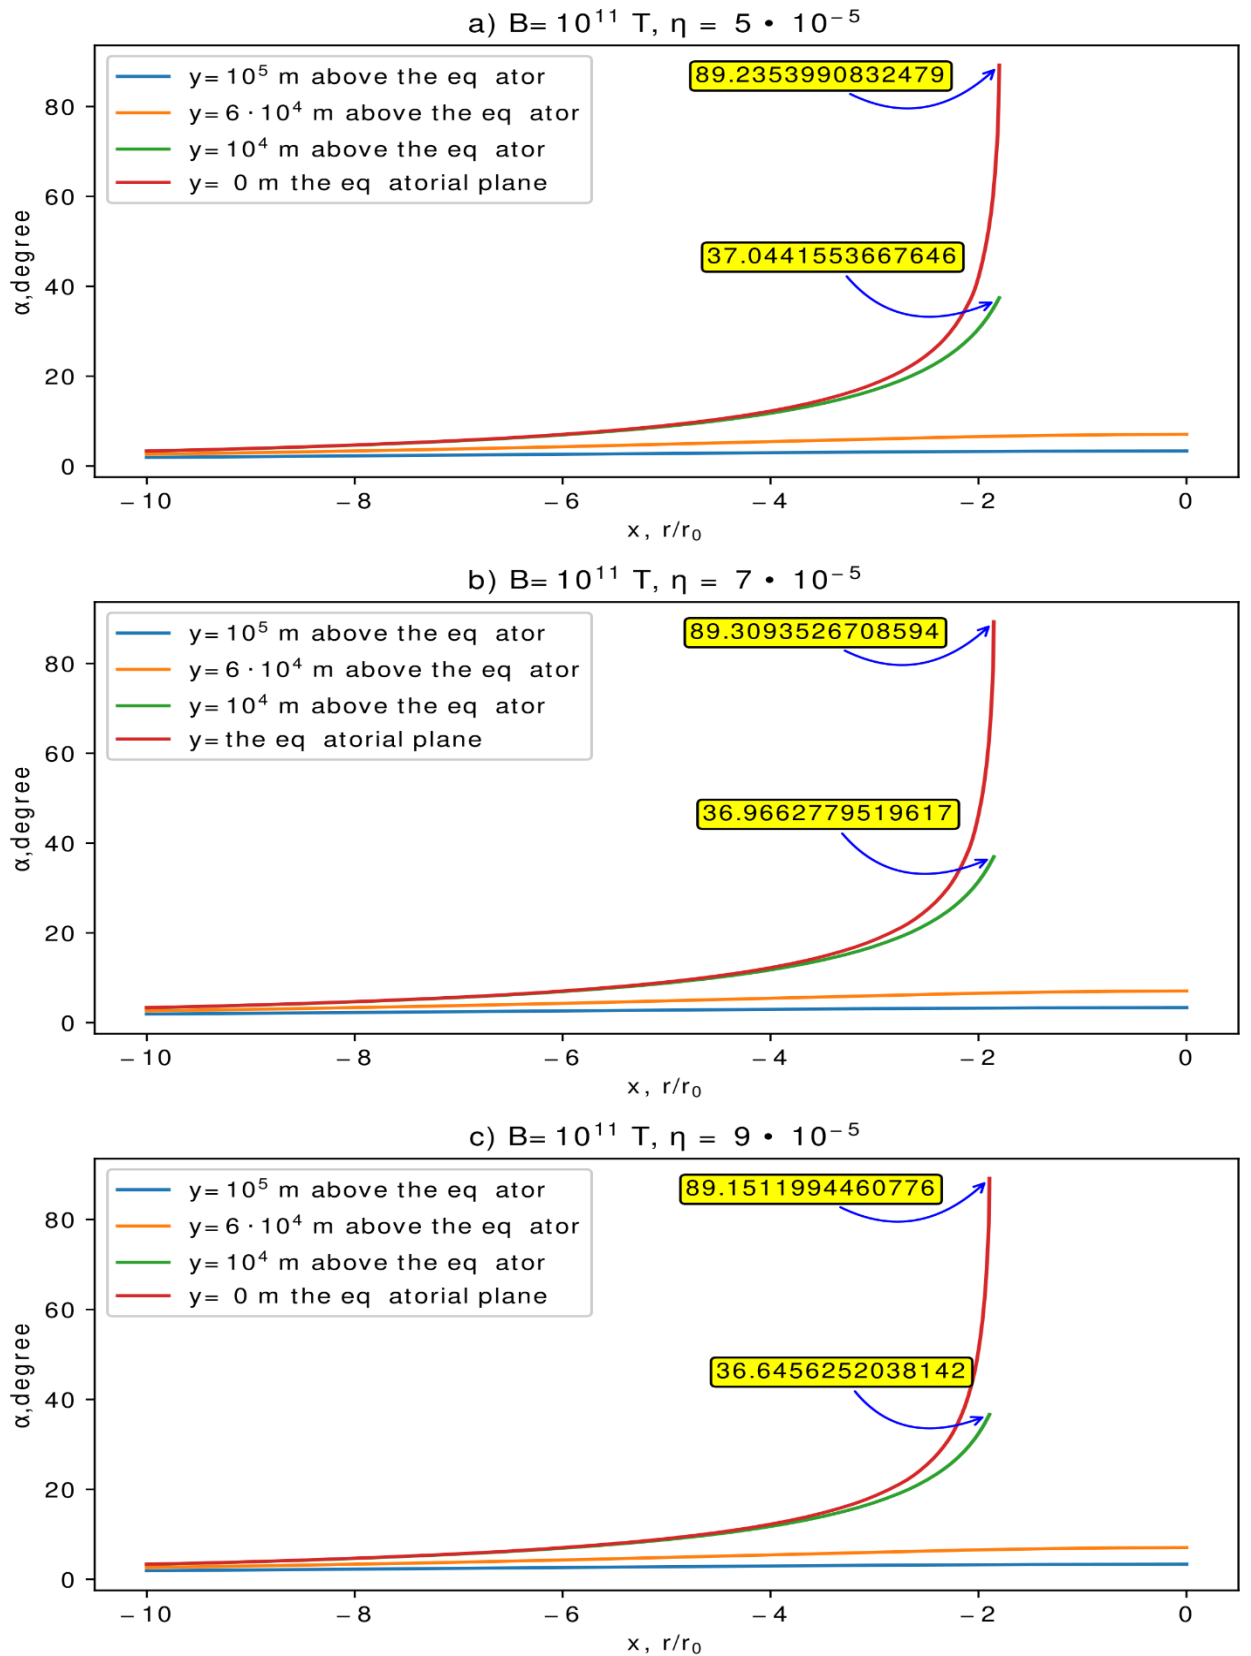 a) B= 10¹¹ T, η = 5 • 10⁻⁵
y= 10⁵ m above the eq ator
y= 6 · 10⁴ m above the eq ator
y= 10⁴ m above the eq ator
y= 0 m the eq atorial plane
89.2353990832479
37.0441553667646
α,degree
80
60
40
20
0
−10 −8 −6 −4 −2 0
x, r/r₀
b) B= 10¹¹ T, η = 7 • 10⁻⁵
y= 10⁵ m above the eq ator
y= 6 · 10⁴ m above the eq ator
y= 10⁴ m above the eq ator
y= the eq atorial plane
89.3093526708594
36.9662779519617
α,degree
80
60
40
20
0
−10 −8 −6 −4 −2 0
x, r/r₀
c) B= 10¹¹ T, η = 9 • 10⁻⁵
y= 10⁵ m above the eq ator
y= 6 · 10⁴ m above the eq ator
y= 10⁴ m above the eq ator
y= 0 m the eq atorial plane
89.1511994460776
36.6456252038142
α,degree
80
60
40
20
0
−10 −8 −6 −4 −2 0
x, r/r₀